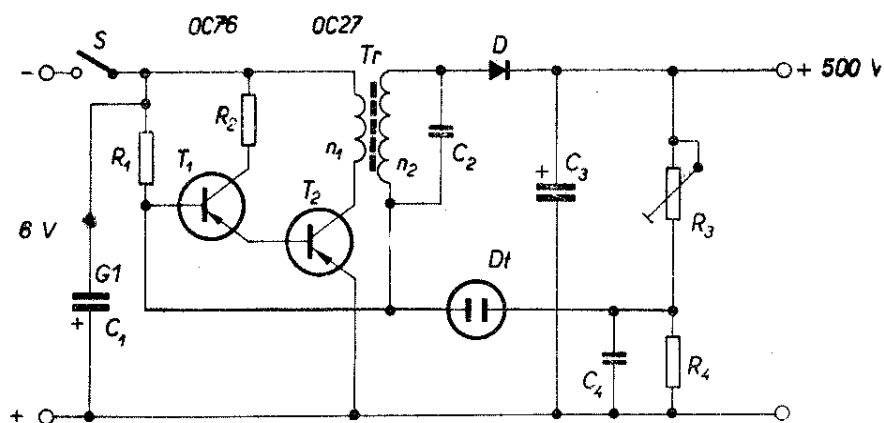 OC76 OC27
S
Tr
D
-
+ 500 V
R₁
R₂
T₁
n₁
n₂
C₂
T₂
+
C₃
R₃
6 V
G1
+
C₁
Dt
C₄
R₄
+